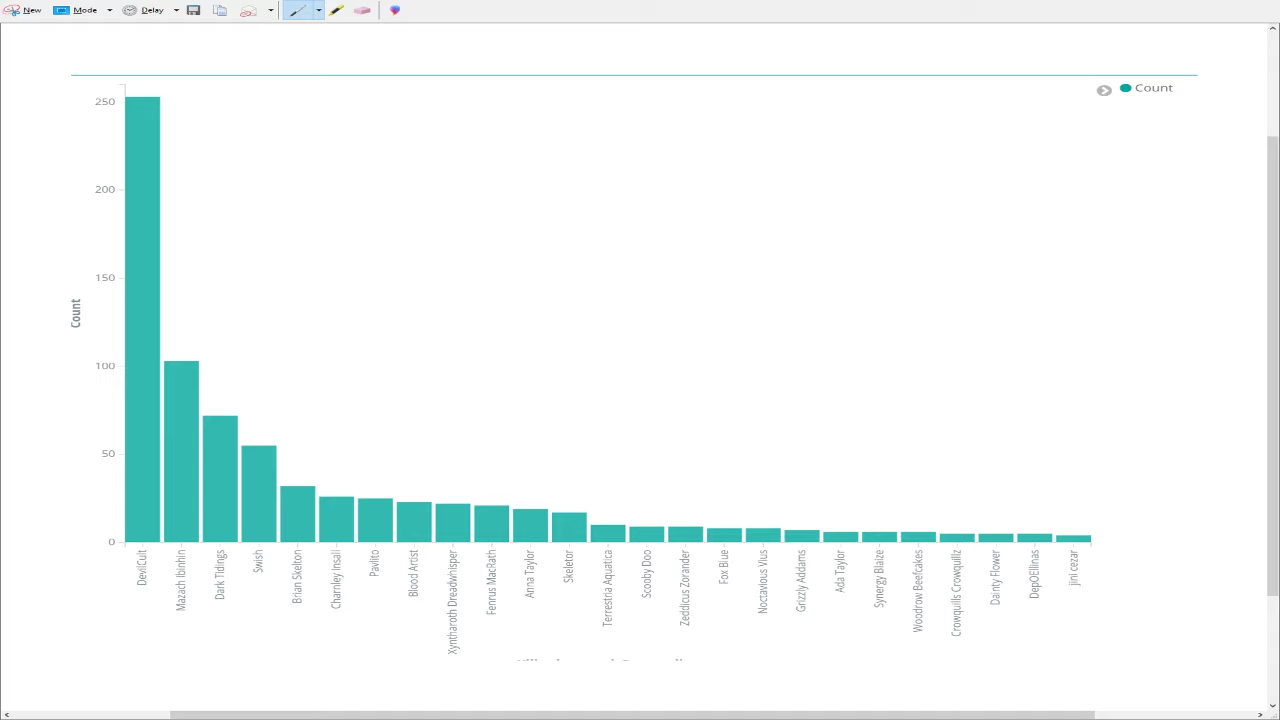 New Mode Delay
Count
250
200
150
100
50
0
Count
DevilCult
Mazach Ibinhin
Dark Tidings
Swish
Brian Skelton
Charnley Insall
Pavlito
Blood Artist
Xyntharoth Dreadwhisper
Ferrus MacRath
Anna Taylor
Skeletor
Terrestria Aquatica
Scooby Doo
Zeddicus Zorander
Fox Blue
Noctavious Vius
Grizzly Addams
Ada Taylor
Synergy Blaize
Woodrow Beefcakes
Crowquills Crowquillz
Dainty Flower
DepOEllinas
jini cezar